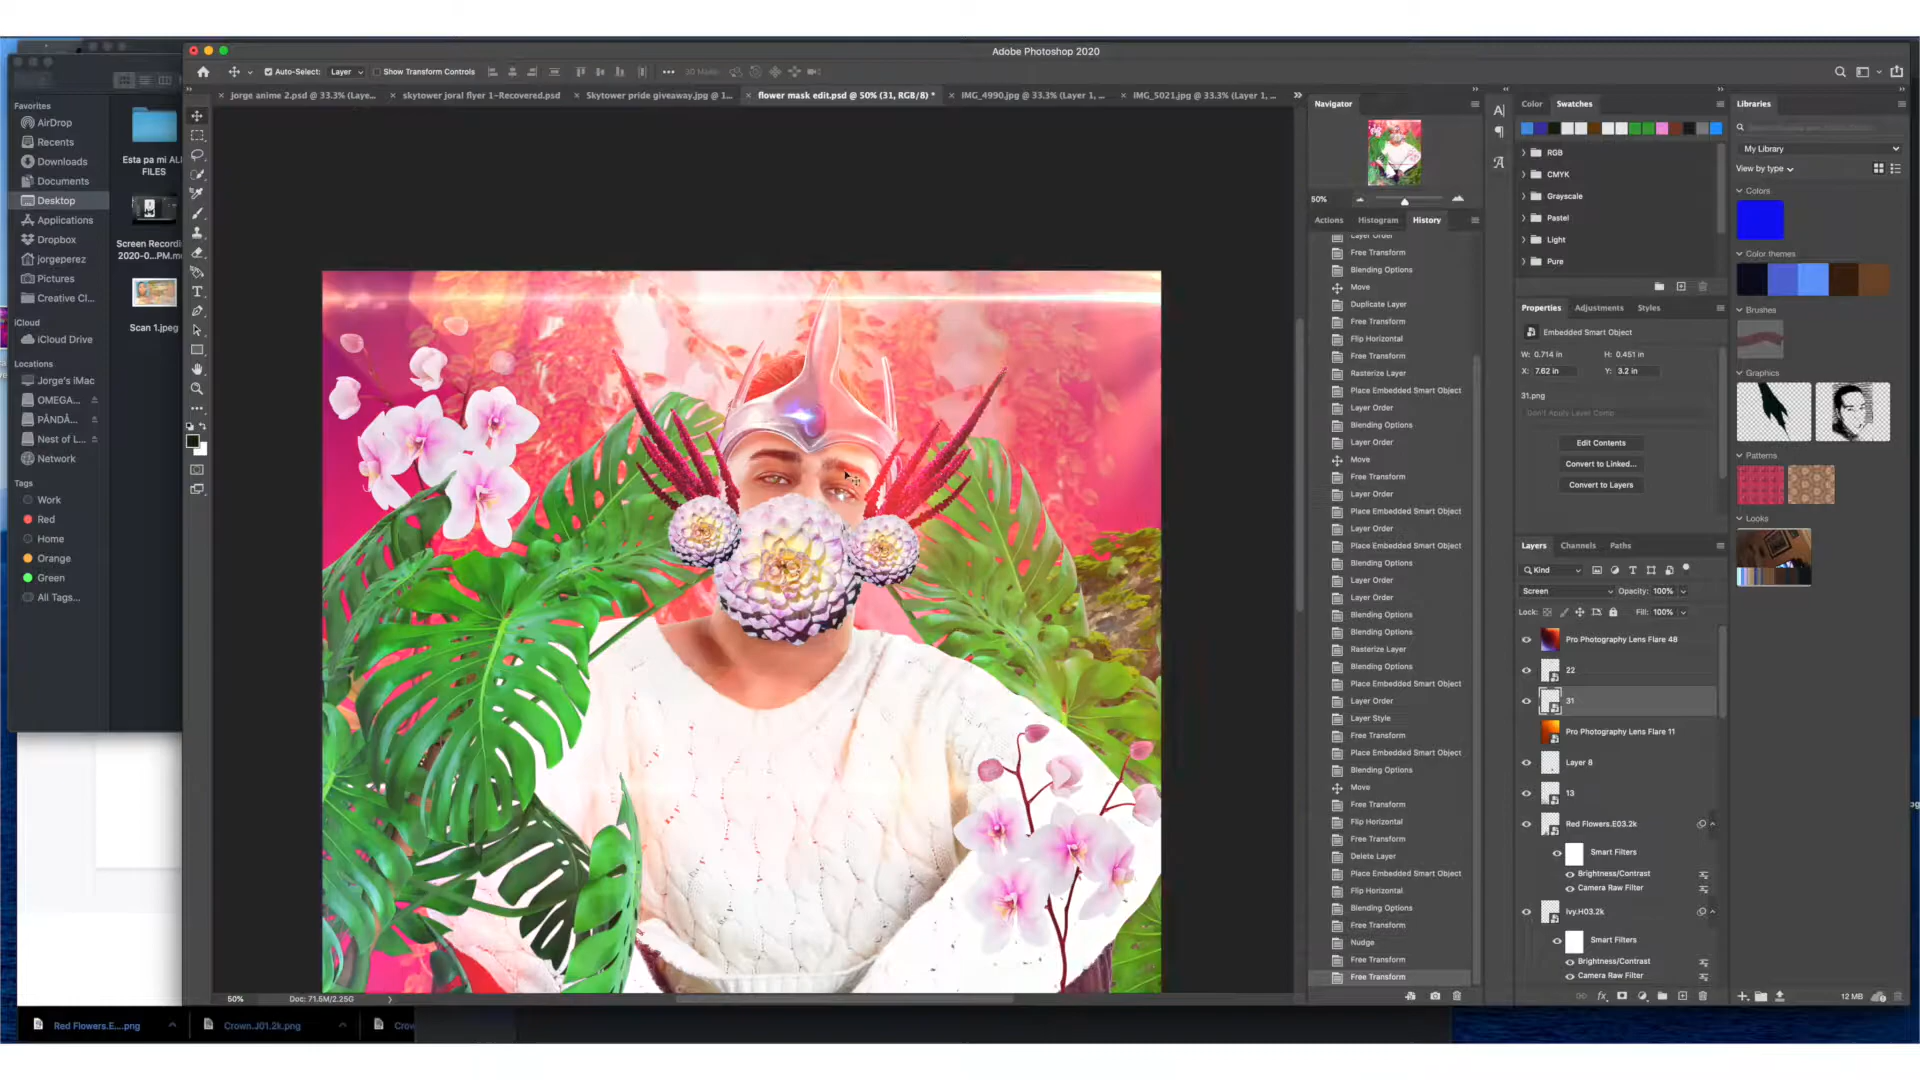 Adobe Photoshop 2020
Auto-Select:
Layer
Show Transform Controls
jorge anime 2.psd @ 33.3% (Laye...
skytower joral flyer 1-Recovered.psd
Skytower pride giveaway.jpg @ 1...
flower mask edit.psd @ 50% (31, RGB/8) *
IMG_4990.jpg @ 33.3% (Layer 1, ...
IMG_5021.jpg @ 33.3% (Layer 1, ...
Favorites
AirDrop
Recents
Downloads
Documents
Desktop
Applications
Dropbox
jorgeperez
Pictures
Creative Cl...
iCloud
iCloud Drive
Locations
Jorge's iMac
OMEGA...
Nest of L...
Network
Tags
Work
Red
Home
Orange
Green
All Tags...
Esta pa mi AL
FILES
Screen Recordi
2020-0...PM.m
Scan 1.jpeg
Navigator
50%
Actions
Histogram
History
Layer Order
Free Transform
Blending Options
Move
Duplicate Layer
Free Transform
Flip Horizontal
Free Transform
Rasterize Layer
Place Embedded Smart Object
Layer Order
Blending Options
Layer Order
Move
Free Transform
Layer Order
Place Embedded Smart Object
Layer Order
Place Embedded Smart Object
Blending Options
Layer Order
Layer Order
Blending Options
Blending Options
Rasterize Layer
Blending Options
Place Embedded Smart Object
Layer Order
Layer Style
Free Transform
Place Embedded Smart Object
Blending Options
Move
Free Transform
Flip Horizontal
Free Transform
Delete Layer
Place Embedded Smart Object
Flip Horizontal
Blending Options
Free Transform
Nudge
Free Transform
Free Transform
Color
Swatches
RGB
CMYK
Grayscale
Pastel
Light
Pure
Properties
Adjustments
Styles
Embedded Smart Object
W: 0.714 in
H: 0.451 in
X: 7.62 in
Y: 3.2 in
31.png
Don't Apply Layer Comp
Edit Contents
Convert to Linked...
Convert to Layers
Layers
Channels
Paths
Kind
Screen
Opacity: 100%
Lock:
Fill: 100%
Pro Photography Lens Flare 48
22
31
Pro Photography Lens Flare 11
Layer 8
13
Red Flowers.E03.2k
Smart Filters
Brightness/Contrast
Camera Raw Filter
Ivy.H03.2k
Smart Filters
Brightness/Contrast
Camera Raw Filter
Libraries
My Library
View by type
Colors
Color themes
Brushes
Graphics
Patterns
Looks
12 MB
50%
Doc: 71.5M/2.25G
Red Flowers.E....png
Crown.J01.2k.png
Crow